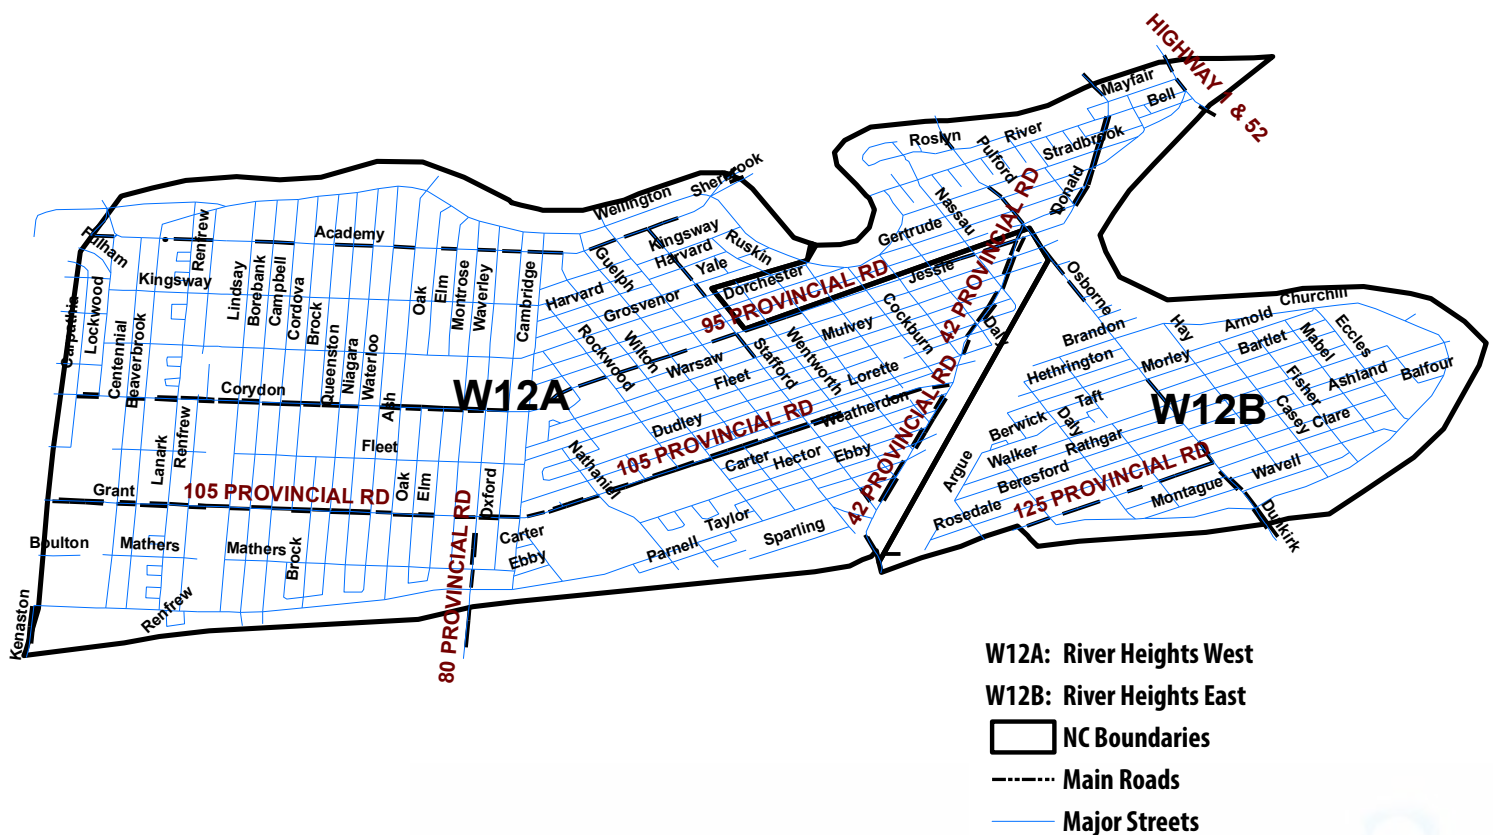 HIGHWAY 1 & 52
Mayfair
Bell
Roslyn
River
Stradbrook
Pulford
Donald
Nassau
Gertrude
Sherbrook
Wellington
Kingsway
Harvard
Yale
Ruskin
Dorchester
95 PROVINCIAL RD
Jessie
42 PROVINCIAL RD
Osborne
Fulham
Renfrew
Academy
Kingsway
Lindsay
Borebank
Campbell
Cordova
Brock
Oak
Elm
Montrose
Waverley
Cambridge
Guelph
Harvard
Grosvenor
Carpathia
Lockwood
Centennial
Beaverbrook
Queenston
Niagara
Waterloo
Ash
Corydon
Rockwood
Wilton
Warsaw
Fleet
Stafford
Wentworth
Mulvey
Cockburn
Lorette
Daly
W12A
Weatherdon
Dudley
105 PROVINCIAL RD
42 PROVINCIAL RD
Carter
Hector
Ebby
42 PROVINCIAL RD
Lanark
Renfrew
Fleet
Nathaniel
Grant
105 PROVINCIAL RD
Oak
Elm
Oxford
80 PROVINCIAL RD
Boulton
Mathers
Mathers
Brock
Carter
Ebby
Parnell
Taylor
Sparling
Kenaston
Renfrew
Brandon
Hay
Arnold
Churchill
Hethrington
Morley
Bartlet
Mabel
Eccles
Fisher
Ashland
Balfour
Casey
Clare
W12B
Taft
Daly
Berwick
Walker
Rathgar
Argue
Beresford
Rosedale
125 PROVINCIAL RD
Montague
Wavell
Dunkirk
W12A: River Heights West
W12B: River Heights East
NC Boundaries
Main Roads
Major Streets